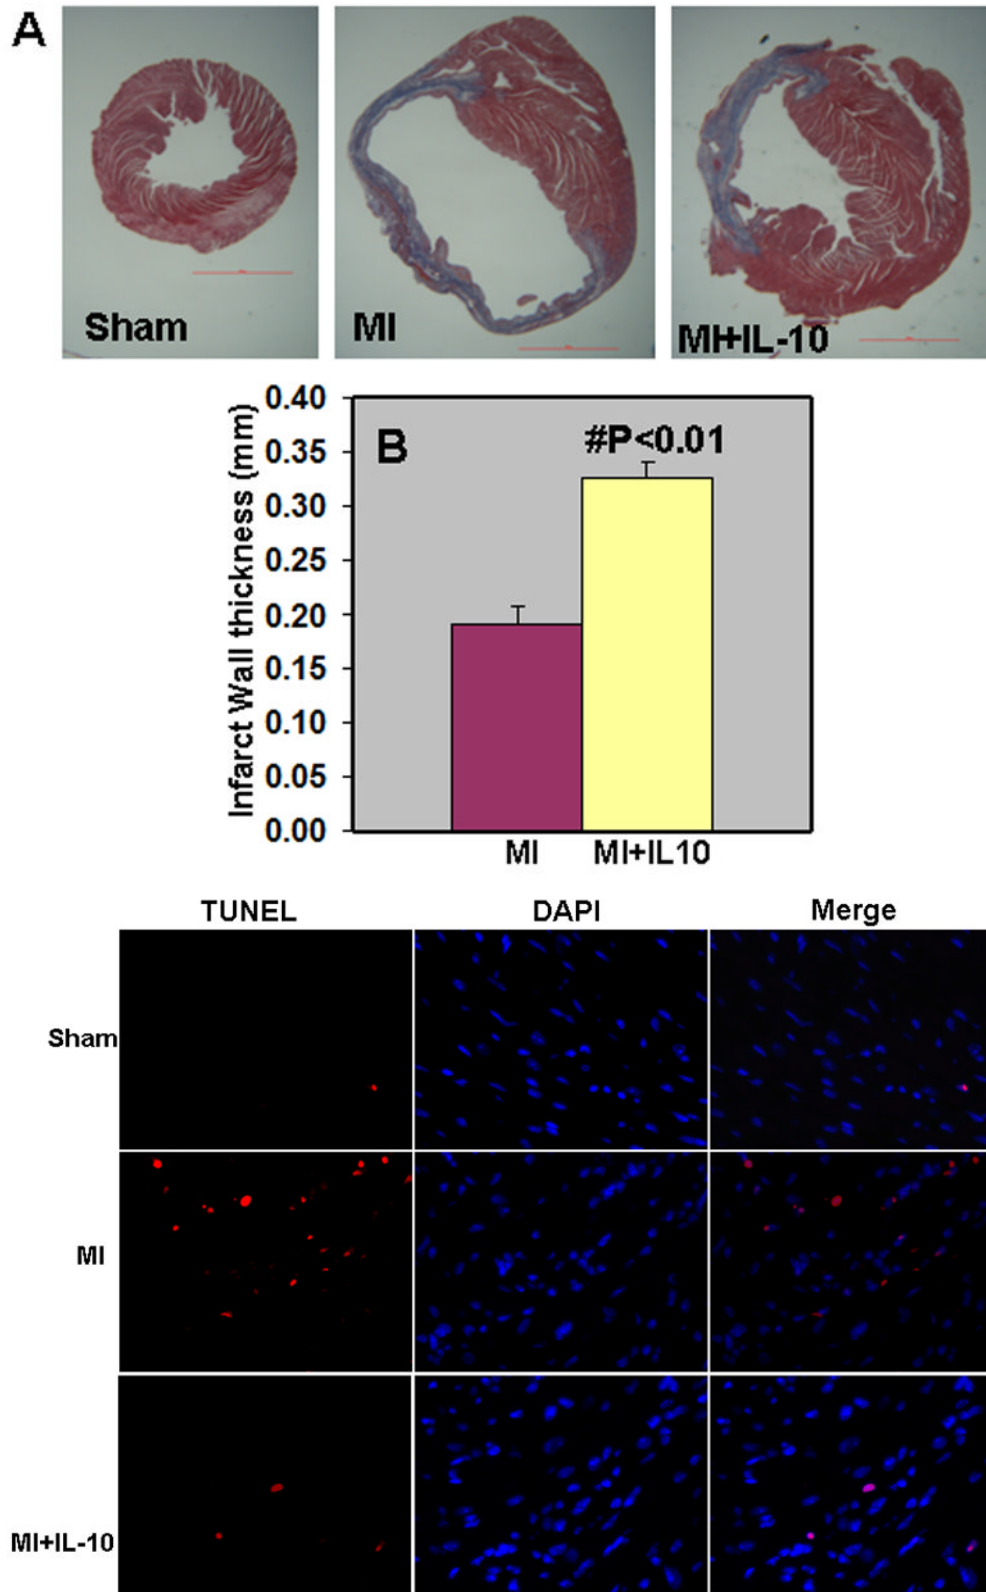 A
Sham
MI
MI+IL-10
Infarct Wall thickness (mm)
0.40
0.35
0.30
0.25
0.20
0.15
0.10
0.05
0.00
B
#P<0.01
MI
MI+IL10
TUNEL
DAPI
Merge
Sham
MI
MI+IL-10